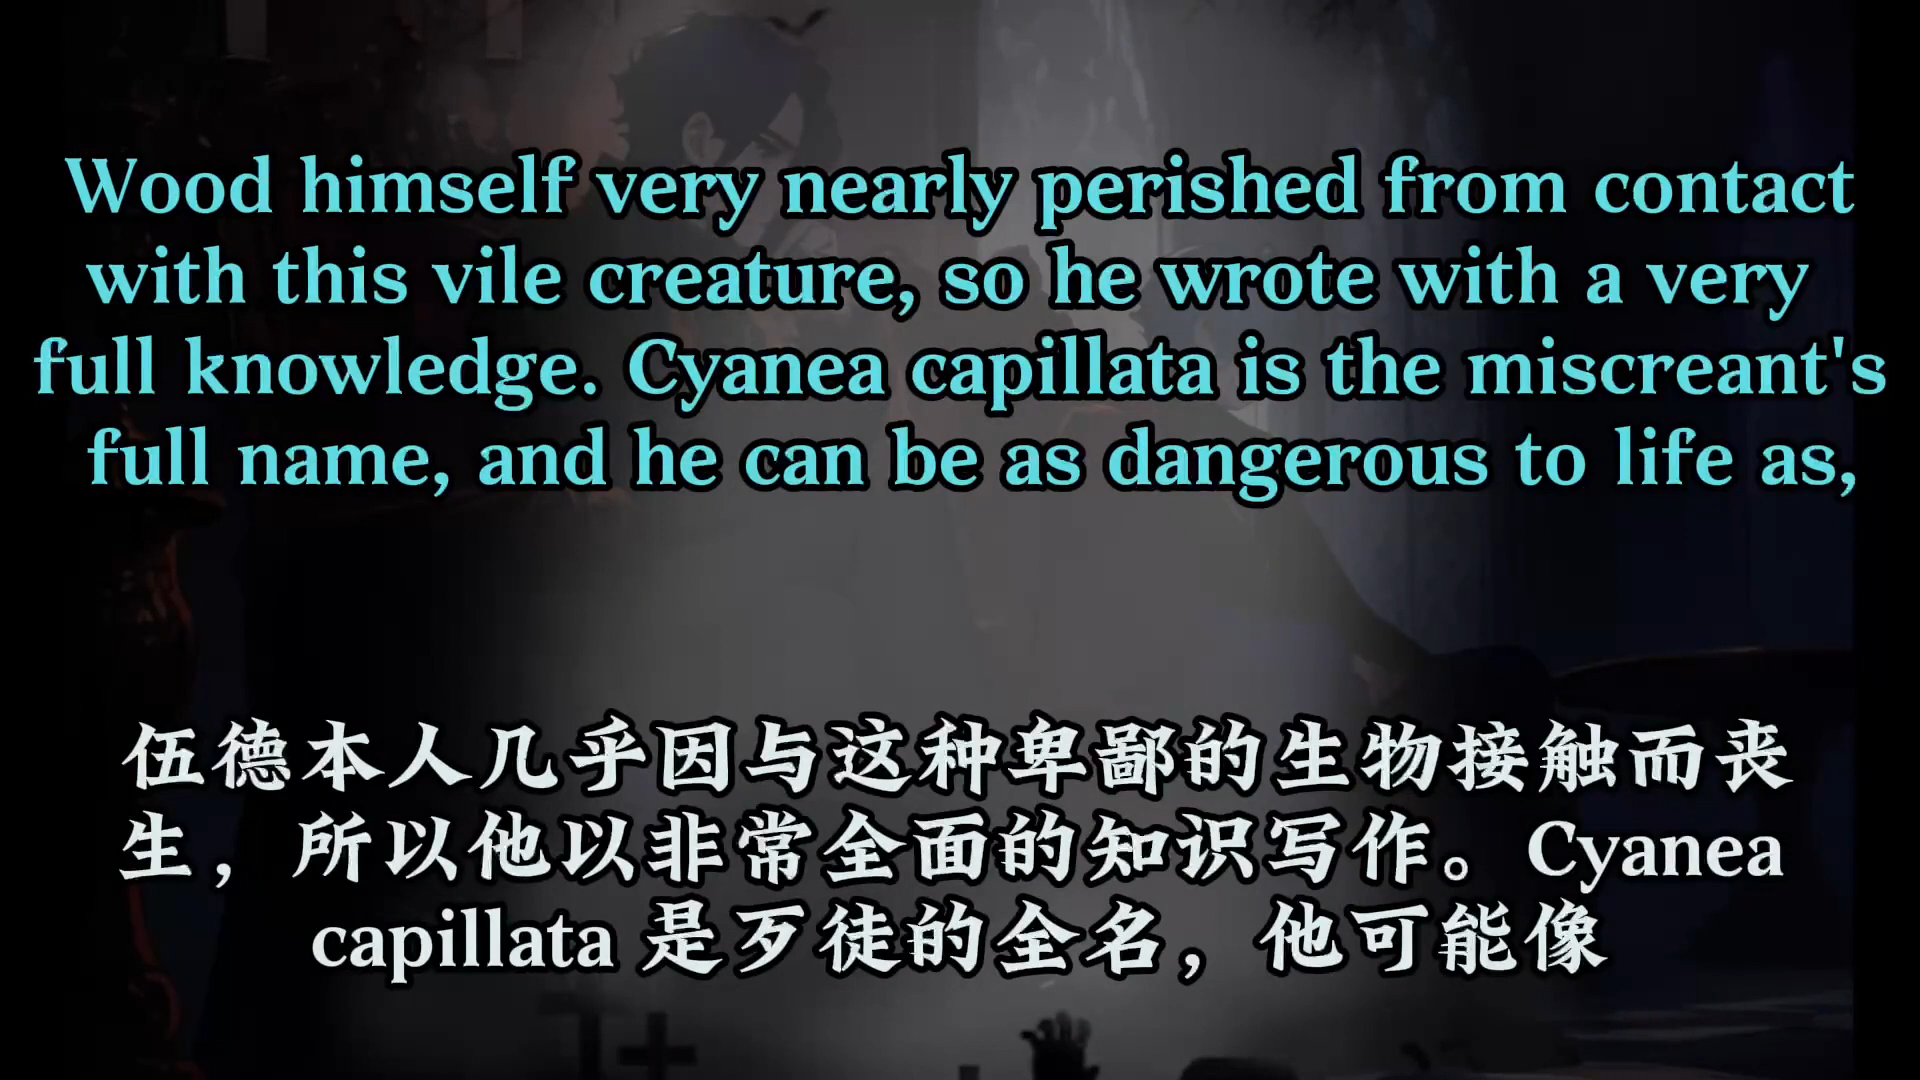 Wood himself very nearly perished from contact
with this vile creature, so he wrote with a very
full knowledge. Cyanea capillata is the miscreant's
full name, and he can be as dangerous to life as,
伍德本人几乎因与这种卑鄙的生物接触而丧
生，所以他以非常全面的知识写作。Cyanea
capillata 是歹徒的全名，他可能像